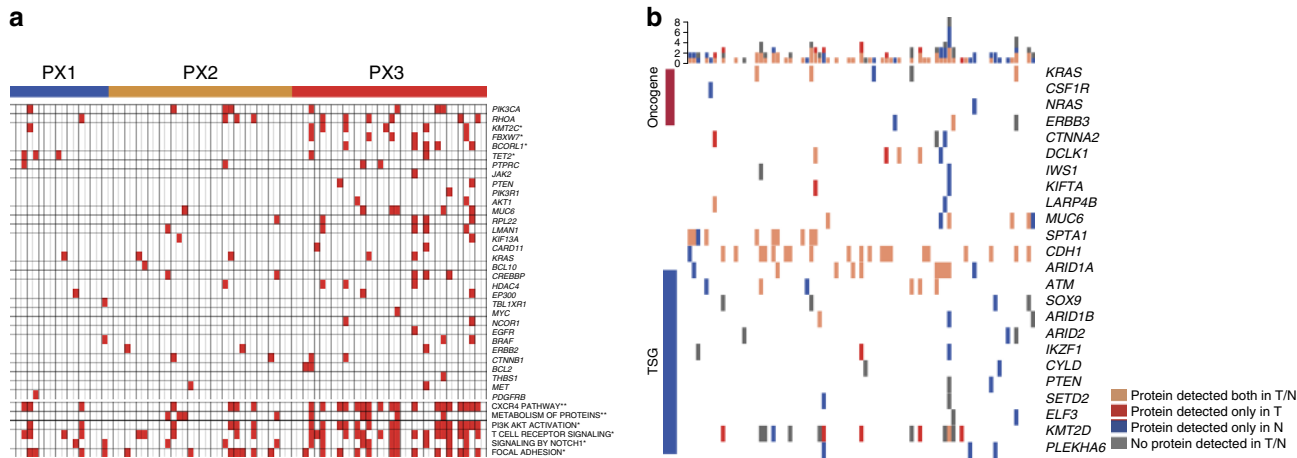 a
PX1 PX2 PX3
PIK3CA
RHOA
KMT2C*
FBXW7*
BCORL1*
TET2*
PTPRC
JAK2
PTEN
PIK3R1
AKT1
MUC6
RPL22
LMAN1
KIF13A
CARD11
KRAS
BCL10
CREBBP
HDAC4
EP300
TBL1XR1
MYC
NCOR1
EGFR
BRAF
ERBB2
CTNNB1
BCL2
THBS1
MET
PDGFRB
CXCR4 PATHWAY**
METABOLISM OF PROTEINS**
PI3K AKT ACTIVATION*
T CELL RECEPTOR SIGNALING*
SIGNALING BY NOTCH1*
FOCAL ADHESION*
b
8
6
4
2
0
Oncogene
TSG
KRAS
CSF1R
NRAS
ERBB3
CTNNA2
DCLK1
IWS1
KIFTA
LARP4B
MUC6
SPTA1
CDH1
ARID1A
ATM
SOX9
ARID1B
ARID2
IKZF1
CYLD
PTEN
SETD2
ELF3
KMT2D
PLEKHA6
Protein detected both in T/N
Protein detected only in T
Protein detected only in N
No protein detected in T/N